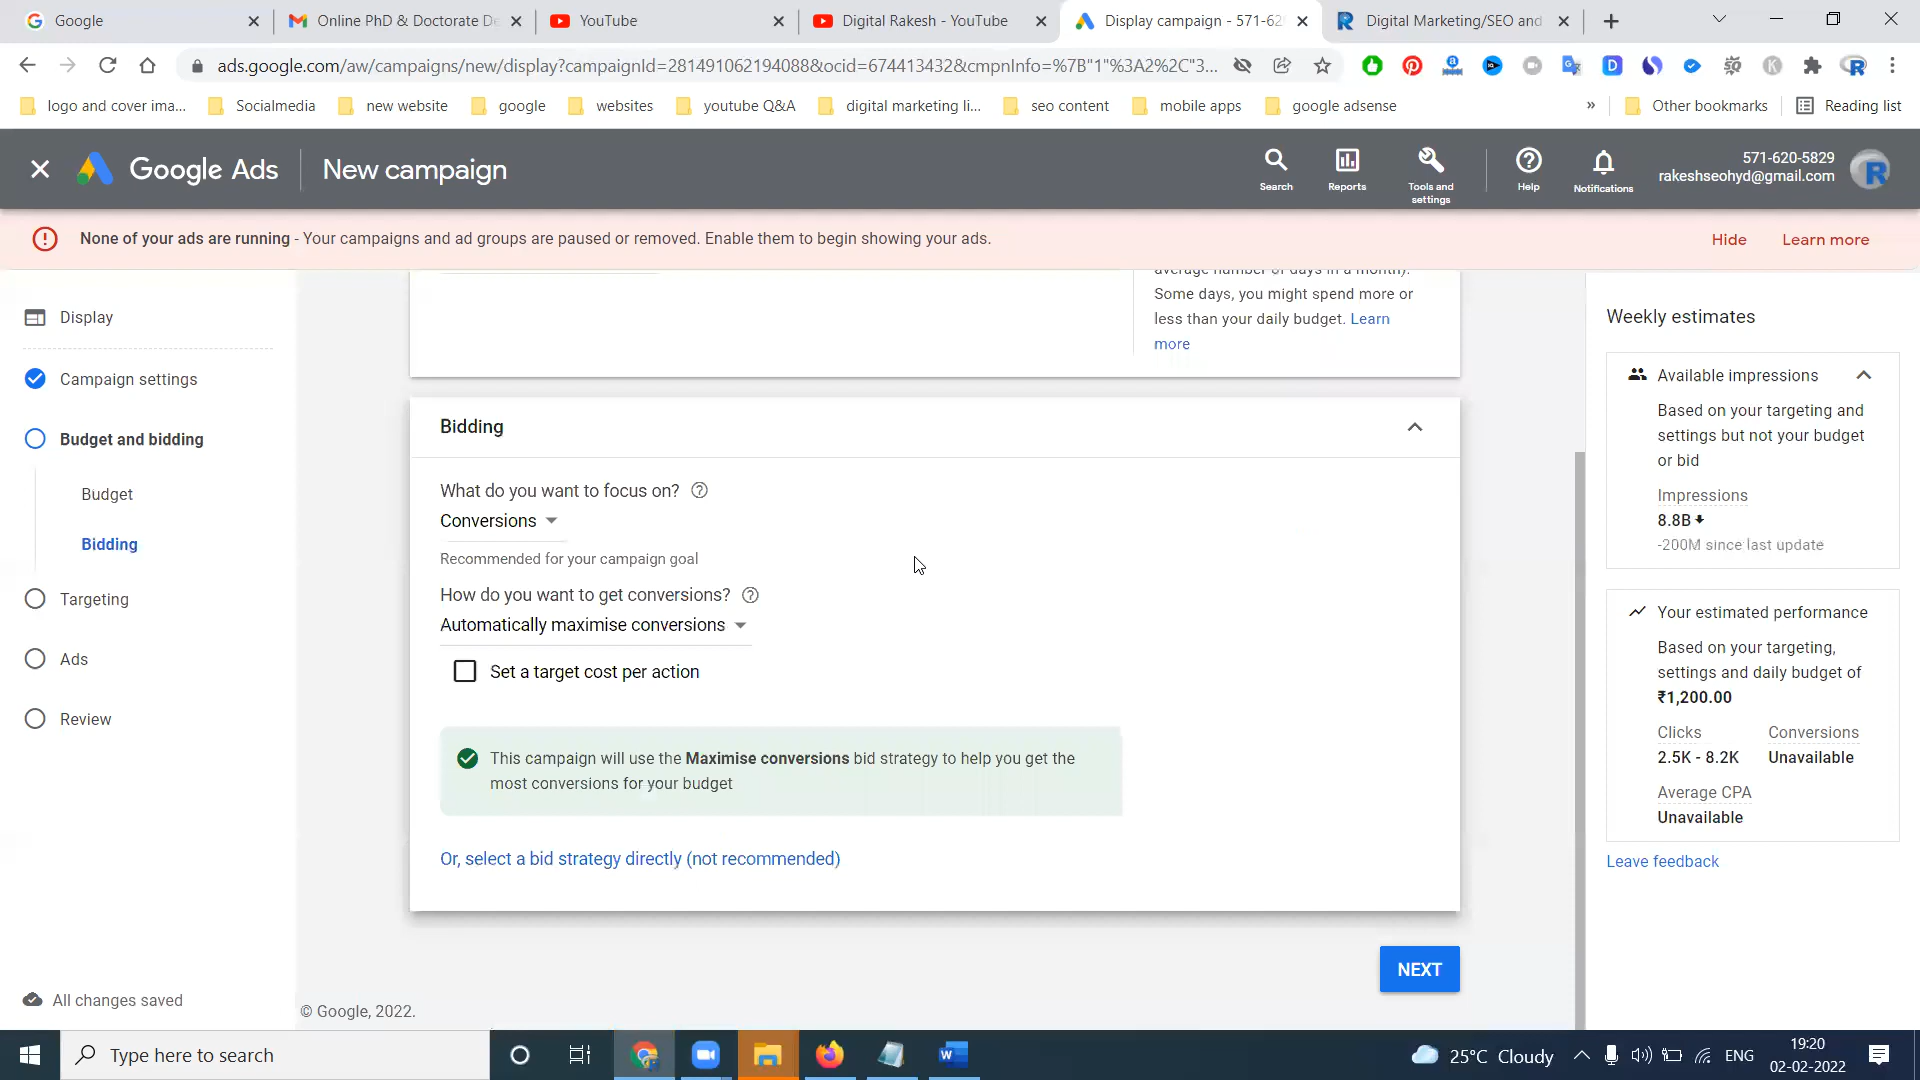 Google
Online PhD & Doctorate De
YouTube
Digital Rakesh - YouTube
Display campaign - 571-62
Digital Marketing/SEO and
ads.google.com/aw/campaigns/new/display?campaignId=281491062194088&ocid=674413432&cmpnInfo=%7B"1"%3A2%2C"3...
logo and cover ima...
Socialmedia
new website
google
websites
youtube Q&A
digital marketing li...
seo content
mobile apps
google adsense
»
Other bookmarks
Reading list
Google Ads
New campaign
Search
Reports
Tools and
settings
Help
Notifications
571-620-5829
rakeshseohyd@gmail.com
None of your ads are running - Your campaigns and ad groups are paused or removed. Enable them to begin showing your ads.
Hide
Learn more
Display
Campaign settings
Budget and bidding
Budget
Bidding
Targeting
Ads
Review
All changes saved
average number of days in a month).
Some days, you might spend more or
less than your daily budget. Learn
more
Bidding
What do you want to focus on?
Conversions
Recommended for your campaign goal
How do you want to get conversions?
Automatically maximise conversions
Set a target cost per action
This campaign will use the Maximise conversions bid strategy to help you get the
most conversions for your budget
Or, select a bid strategy directly (not recommended)
NEXT
© Google, 2022.
Weekly estimates
Available impressions
Based on your targeting and
settings but not your budget
or bid
Impressions
8.8B
-200M since last update
Your estimated performance
Based on your targeting,
settings and daily budget of
₹1,200.00
Clicks
Conversions
2.5K - 8.2K
Unavailable
Average CPA
Unavailable
Leave feedback
Type here to search
25°C Cloudy
ENG
19:20
02-02-2022